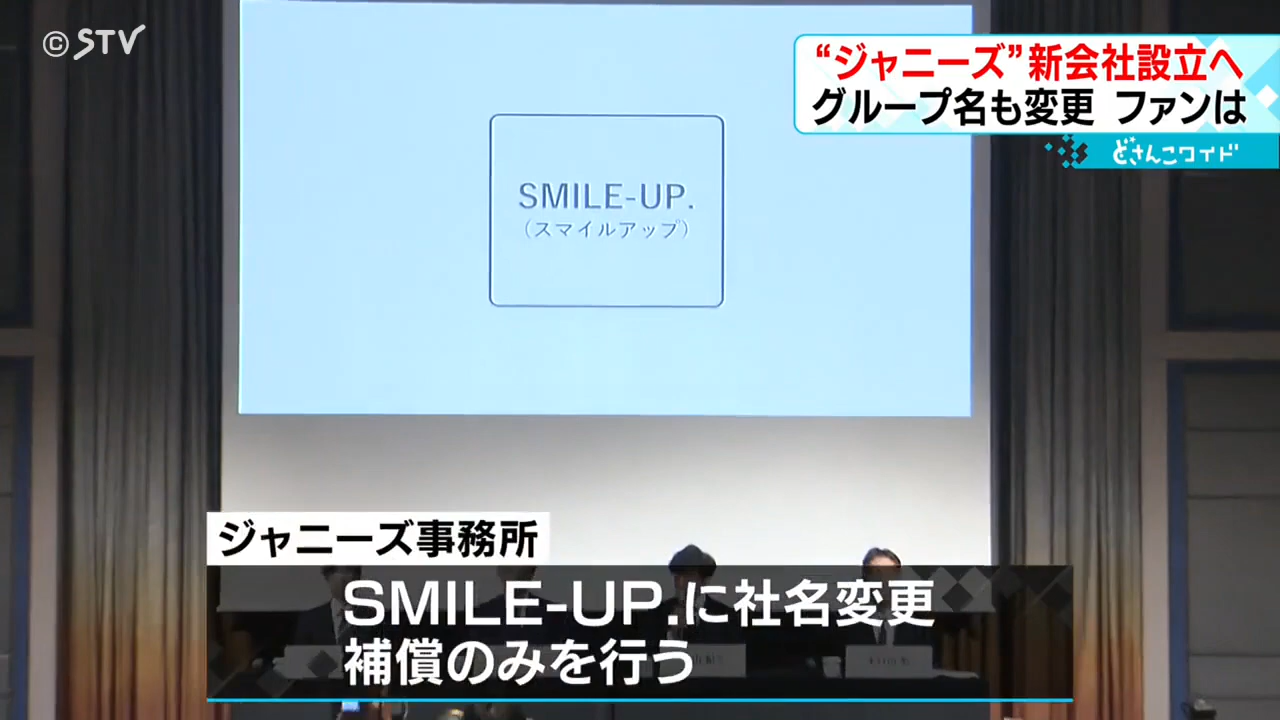 ©STV
“ジャニーズ”新会社設立へ
グループ名も変更 ファンは
どさんこワイド
SMILE-UP.
(スマイルアップ)
ジャニーズ事務所
SMILE-UP.に社名変更
補償のみを行う